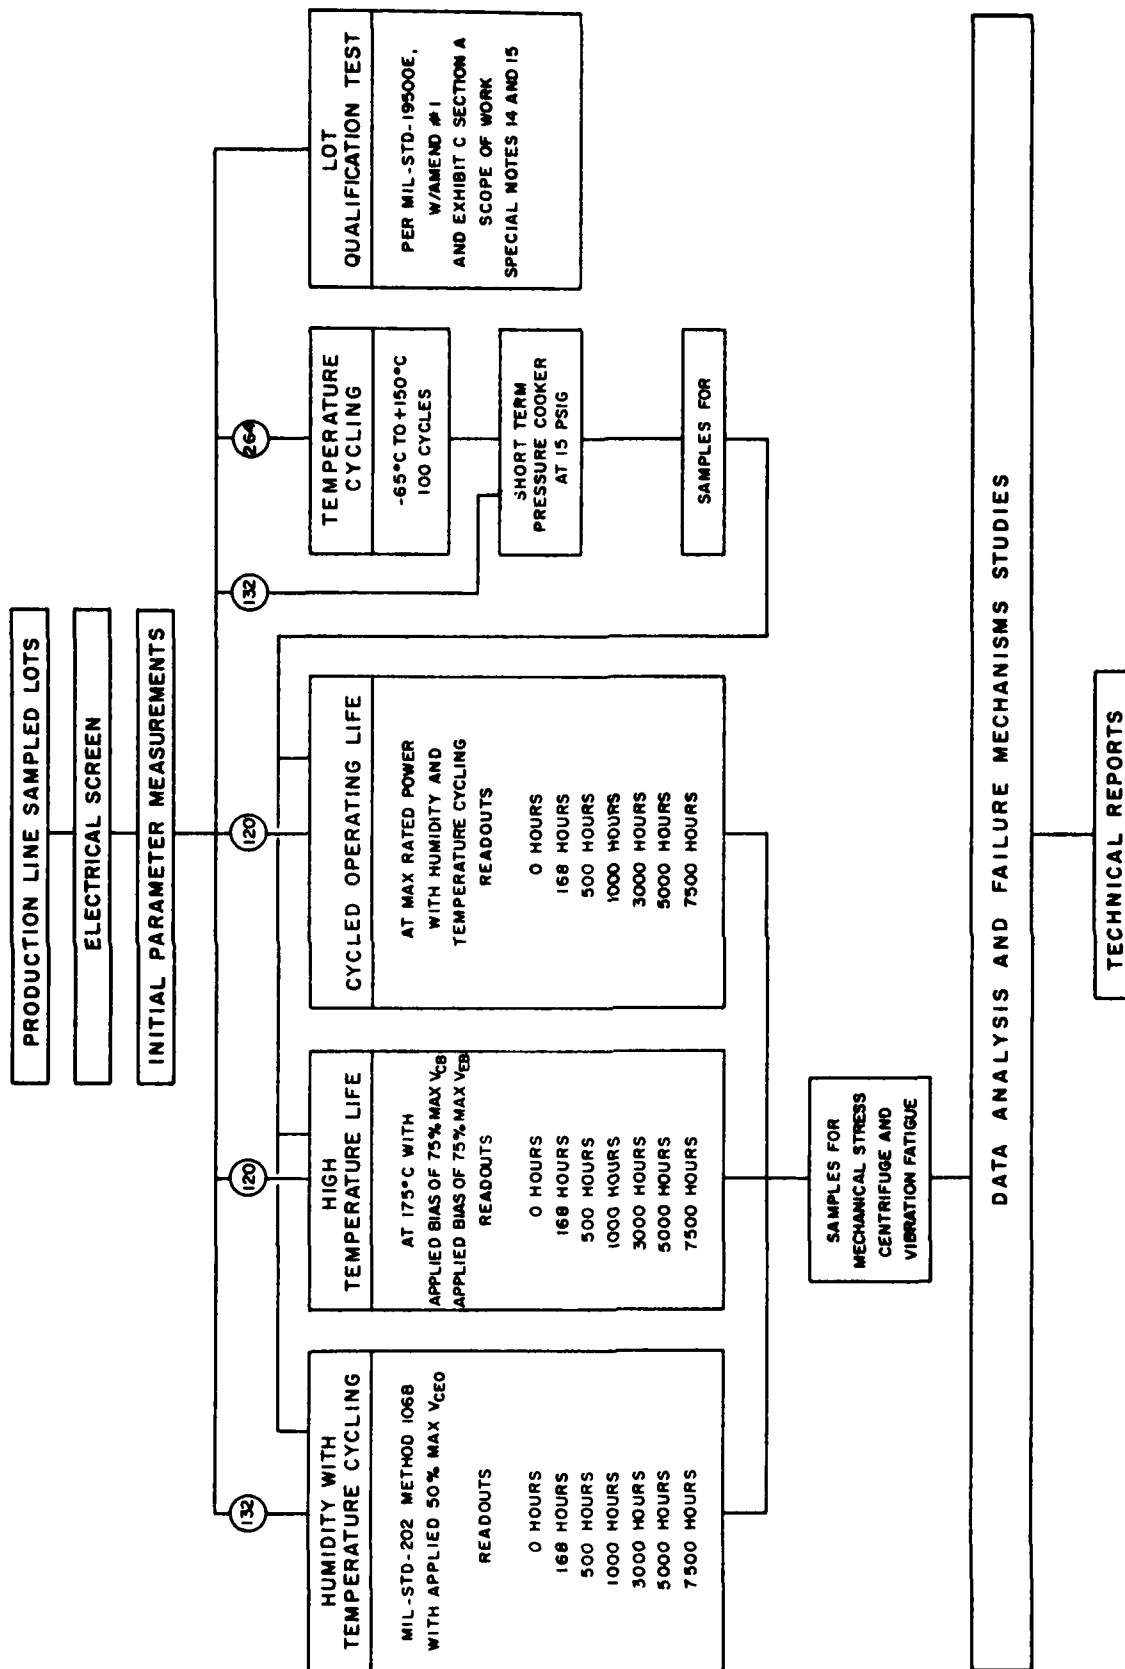 PRODUCTION LINE SAMPLED LOTS
ELECTRICAL SCREEN
INITIAL PARAMETER MEASUREMENTS
132
120
120
132
264
HUMIDITY WITH
TEMPERATURE CYCLING
MIL-STD-202 METHOD 106B
WITH APPLIED 50% MAX VCEO
READOUTS
0 HOURS
168 HOURS
500 HOURS
1000 HOURS
3000 HOURS
5000 HOURS
7500 HOURS
HIGH
TEMPERATURE LIFE
AT 175°C WITH
APPLIED BIAS OF 75% MAX VCB
APPLIED BIAS OF 75% MAX VEB
READOUTS
0 HOURS
168 HOURS
500 HOURS
1000 HOURS
3000 HOURS
5000 HOURS
7500 HOURS
CYCLED OPERATING LIFE
AT MAX RATED POWER
WITH HUMIDITY AND
TEMPERATURE CYCLING
READOUTS
0 HOURS
168 HOURS
500 HOURS
1000 HOURS
3000 HOURS
5000 HOURS
7500 HOURS
TEMPERATURE
CYCLING
-65°C TO +150°C
100 CYCLES
SHORT TERM
PRESSURE COOKER
AT 15 PSIG
SAMPLES FOR
LOT
QUALIFICATION TEST
PER MIL-STD-19500E,
W/AMEND #1
AND EXHIBIT C SECTION A
SCOPE OF WORK
SPECIAL NOTES 14 AND 15
SAMPLES FOR
MECHANICAL STRESS
CENTRIFUGE AND
VIBRATION FATIGUE
DATA ANALYSIS AND FAILURE MECHANISMS STUDIES
TECHNICAL REPORTS